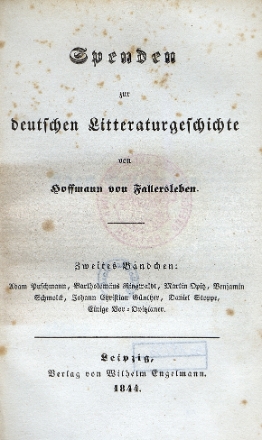 Spenden
zur
deutschen Litteraturgeschichte
von
Hoffmann von Fallersleben.
Zweites Bändchen:
Adam Puschmann, Bartholomäus Ringwaldt, Martin Opitz, Benjamin
Schmolck, Johann Christian Günther, Daniel Stoppe,
Einige Vor-Opitzianer.
Leipzig,
Verlag von Wilhelm Engelmann.
1844.